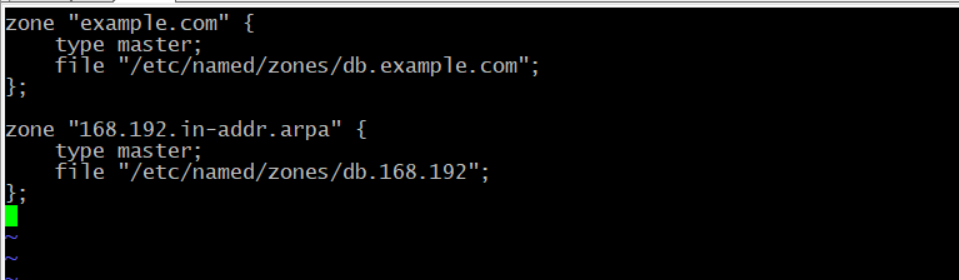 zone "example.com" {
    type master;
    file "/etc/named/zones/db.example.com";
};

zone "168.192.in-addr.arpa" {
    type master;
    file "/etc/named/zones/db.168.192";
};
~
~
~